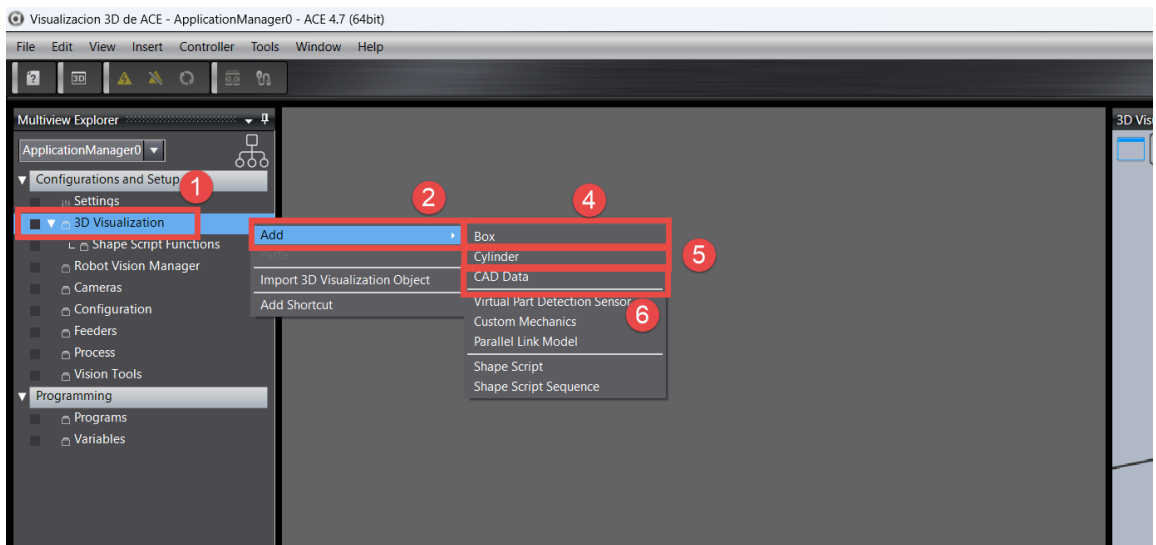 Visualizacion 3D de ACE - ApplicationManager0 - ACE 4.7 (64bit)
File Edit View Insert Controller Tools Window Help
? 3D 0.0
Multiview Explorer
3D Vis
ApplicationManager0
Configurations and Setup
1
Settings
2
4
3D Visualization
Add
Box
Shape Script Functions
Paste
Cylinder
5
Robot Vision Manager
Import 3D Visualization Object
CAD Data
Cameras
Add Shortcut
Virtual Part Detection Sensor
6
Configuration
Custom Mechanics
Feeders
Parallel Link Model
Process
Shape Script
Vision Tools
Shape Script Sequence
Programming
Programs
Variables